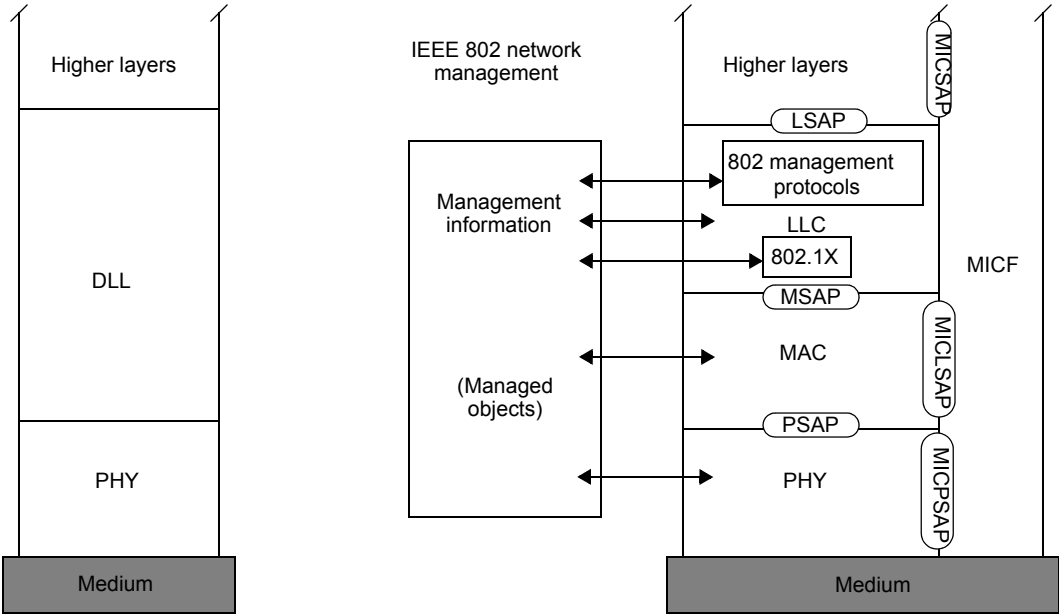 Higher layers
DLL
PHY
Medium
IEEE 802 network
management
Management
information
(Managed
objects)
Higher layers
MICSAP
LSAP
802 management
protocols
LLC
802.1X
MICF
MSAP
MAC
MICLSAP
PSAP
PHY
MICPSAP
Medium